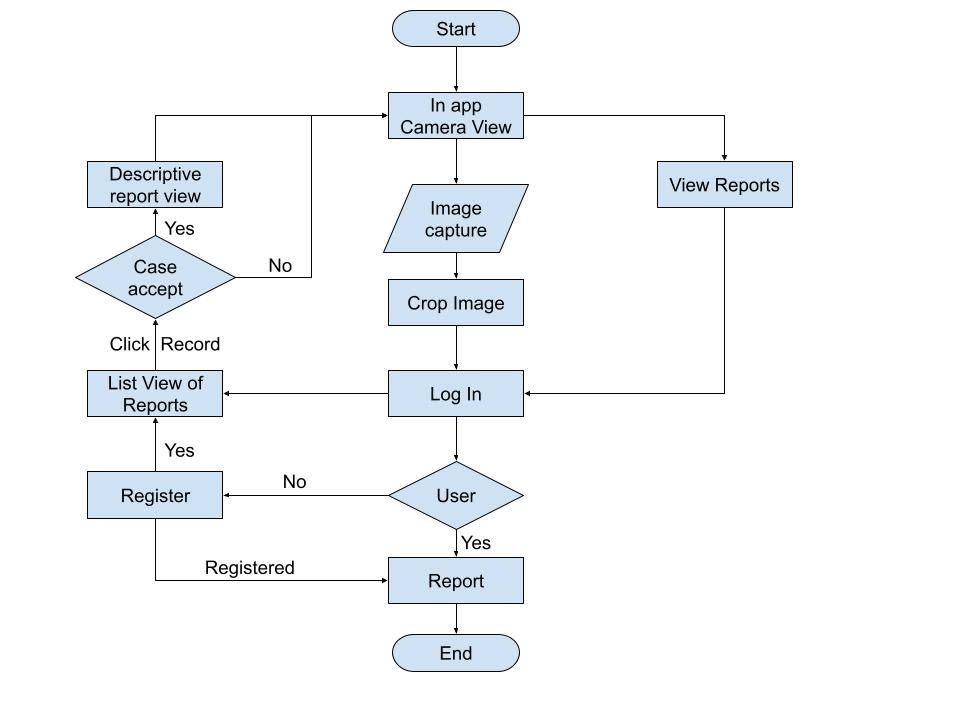 Start
In app
Camera View
Descriptive
report view
View Reports
Image
capture
Yes
Case
accept
No
Crop Image
Click Record
List View of
Reports
Log In
Yes
Register
No
User
Yes
Registered
Report
End